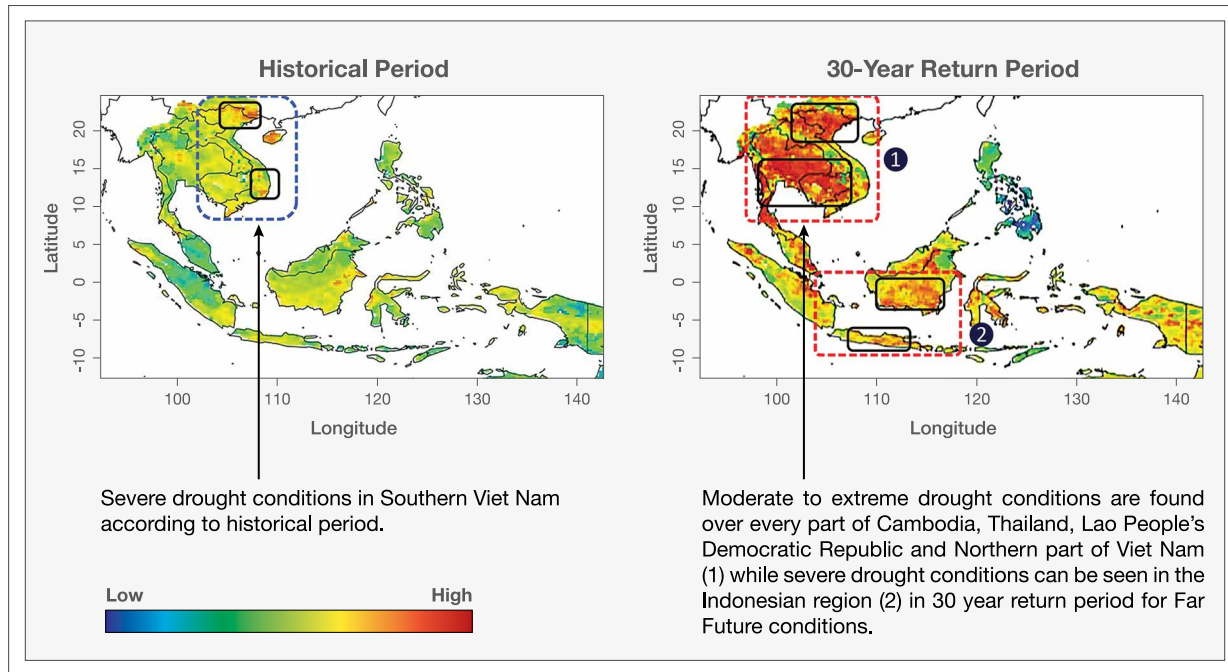 Historical Period
30-Year Return Period
Latitude
20
15
10
5
0
-5
-10
100
110
120
130
140
Longitude
Latitude
20
15
10
5
0
-5
-10
100
110
120
130
140
Longitude
1
2
Severe drought conditions in Southern Viet Nam
according to historical period.
Moderate to extreme drought conditions are found
over every part of Cambodia, Thailand, Lao People's
Democratic Republic and Northern part of Viet Nam
(1) while severe drought conditions can be seen in the
Indonesian region (2) in 30 year return period for Far
Future conditions.
Low
High